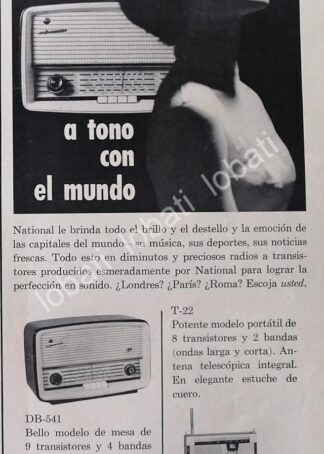 a tono
con
el mundo
National le brinda todo el brillo y el destello y la emoción de
las capitales del mundo - su música, sus deportes, sus noticias
frescas. Todo esto en diminutos y preciosos radios a transis-
tores producidos esmeradamente por National para lograr la
perfección en sonido. ¿Londres? ¿París? ¿Roma? Escoja usted.
T-22
Potente modelo portátil de
8 transistores y 2 bandas
(ondas larga y corta). An-
tena telescópica integral.
En elegante estuche de
cuero.
DB-541
Bello modelo de mesa de
9 transistores y 4 bandas
lobati lobati lobati
lobati lobati lobati